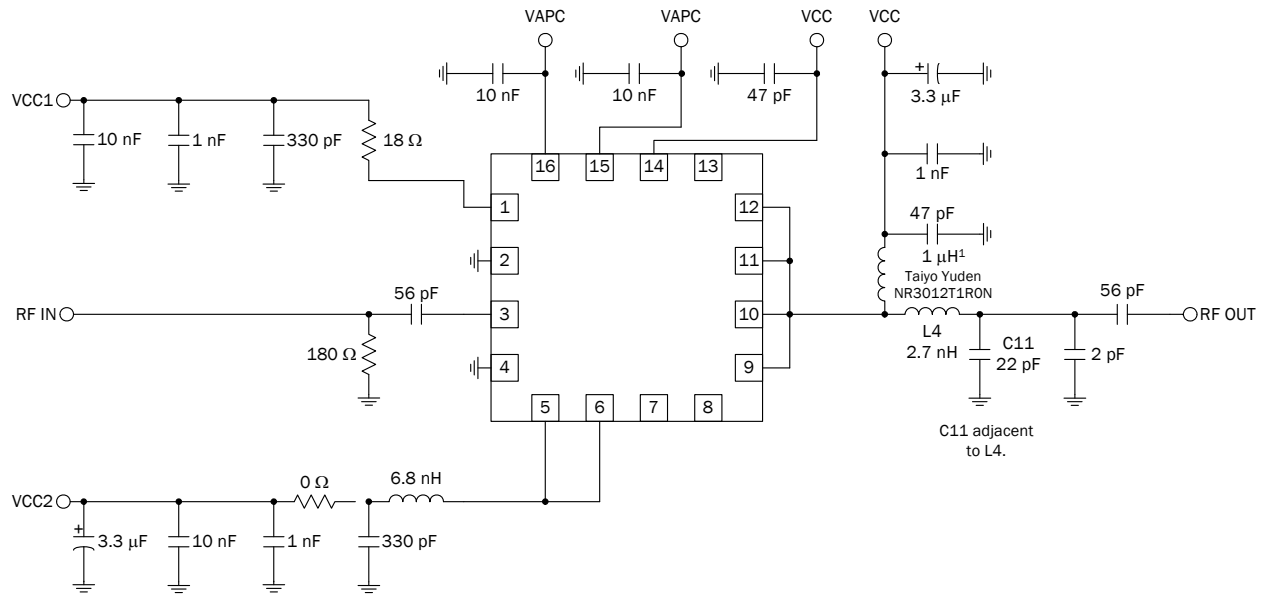 VAPC
VAPC
VCC
VCC
10 nF
10 nF
47 pF
+
3.3 µF
VCC1
10 nF
1 nF
330 pF
18 Ω
16
15
14
13
1 nF
1
12
47 pF
2
11
1 µH¹
Taiyo Yuden
NR3012T1R0N
RF IN
56 pF
3
10
56 pF
RF OUT
180 Ω
L4
2.7 nH
C11
22 pF
2 pF
4
9
5
6
7
8
C11 adjacent
to L4.
VCC2
0 Ω
6.8 nH
+
3.3 µF
10 nF
1 nF
330 pF